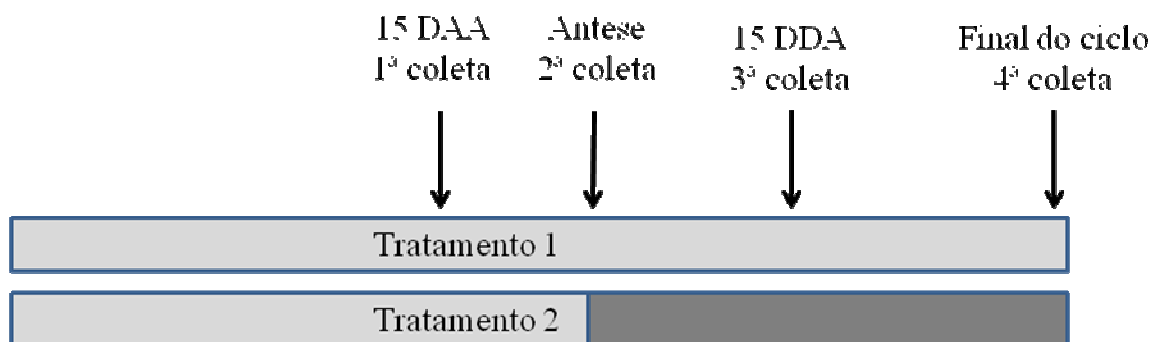 15 DAA
1ª coleta
Antese
2ª coleta
15 DDA
3ª coleta
Final do ciclo
4ª coleta
Tratamento 1
Tratamento 2